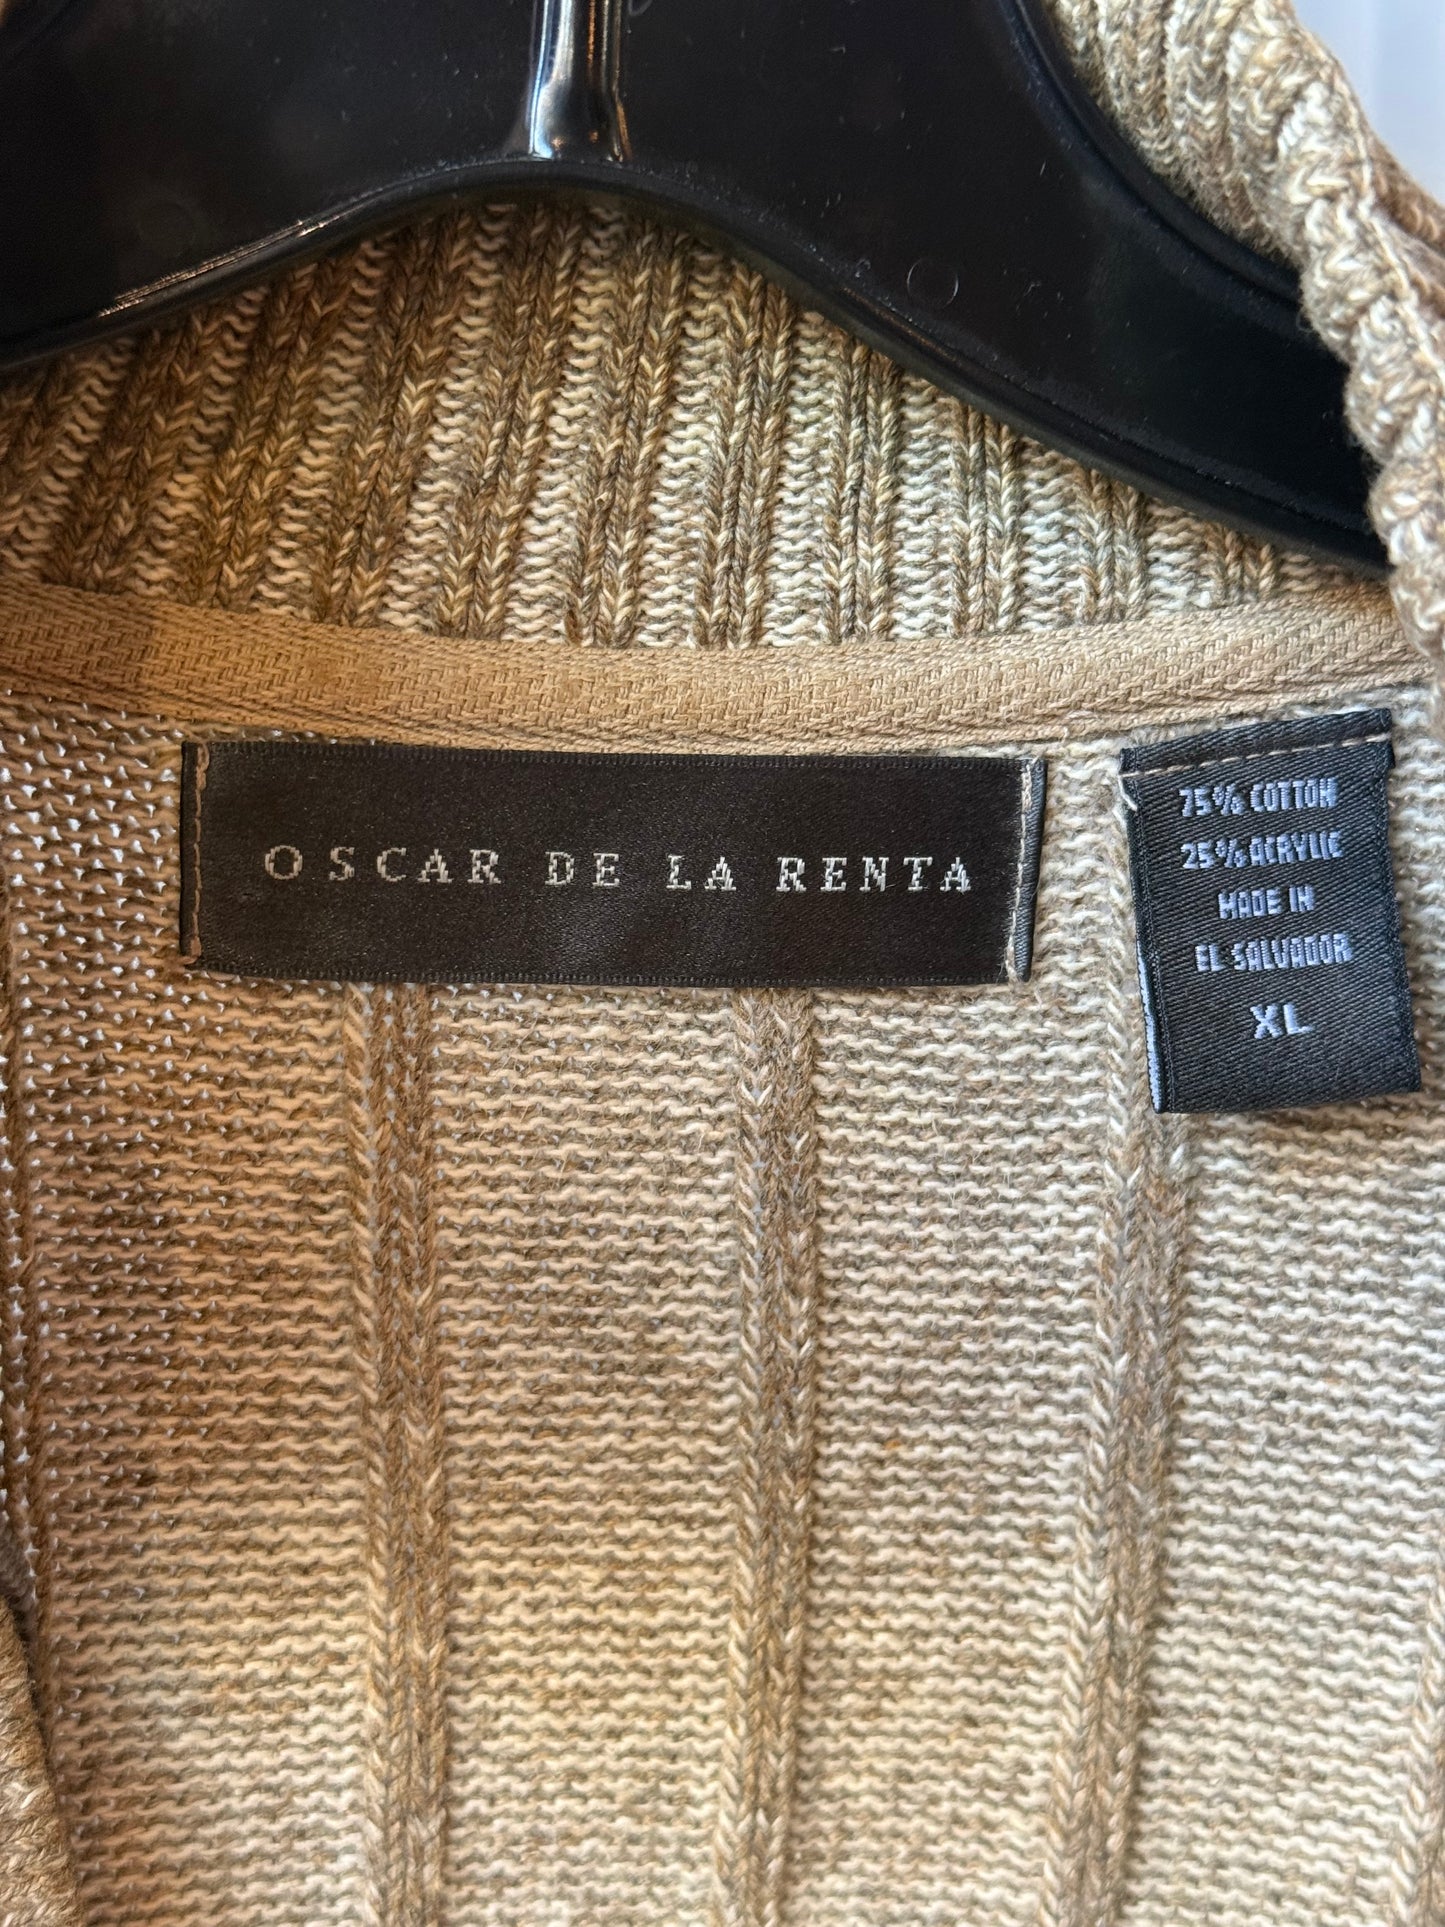 OSCAR DE LA RENTA
75% COTTON
25% ACRYLIC
MADE IN
EL SALVADOR
XL